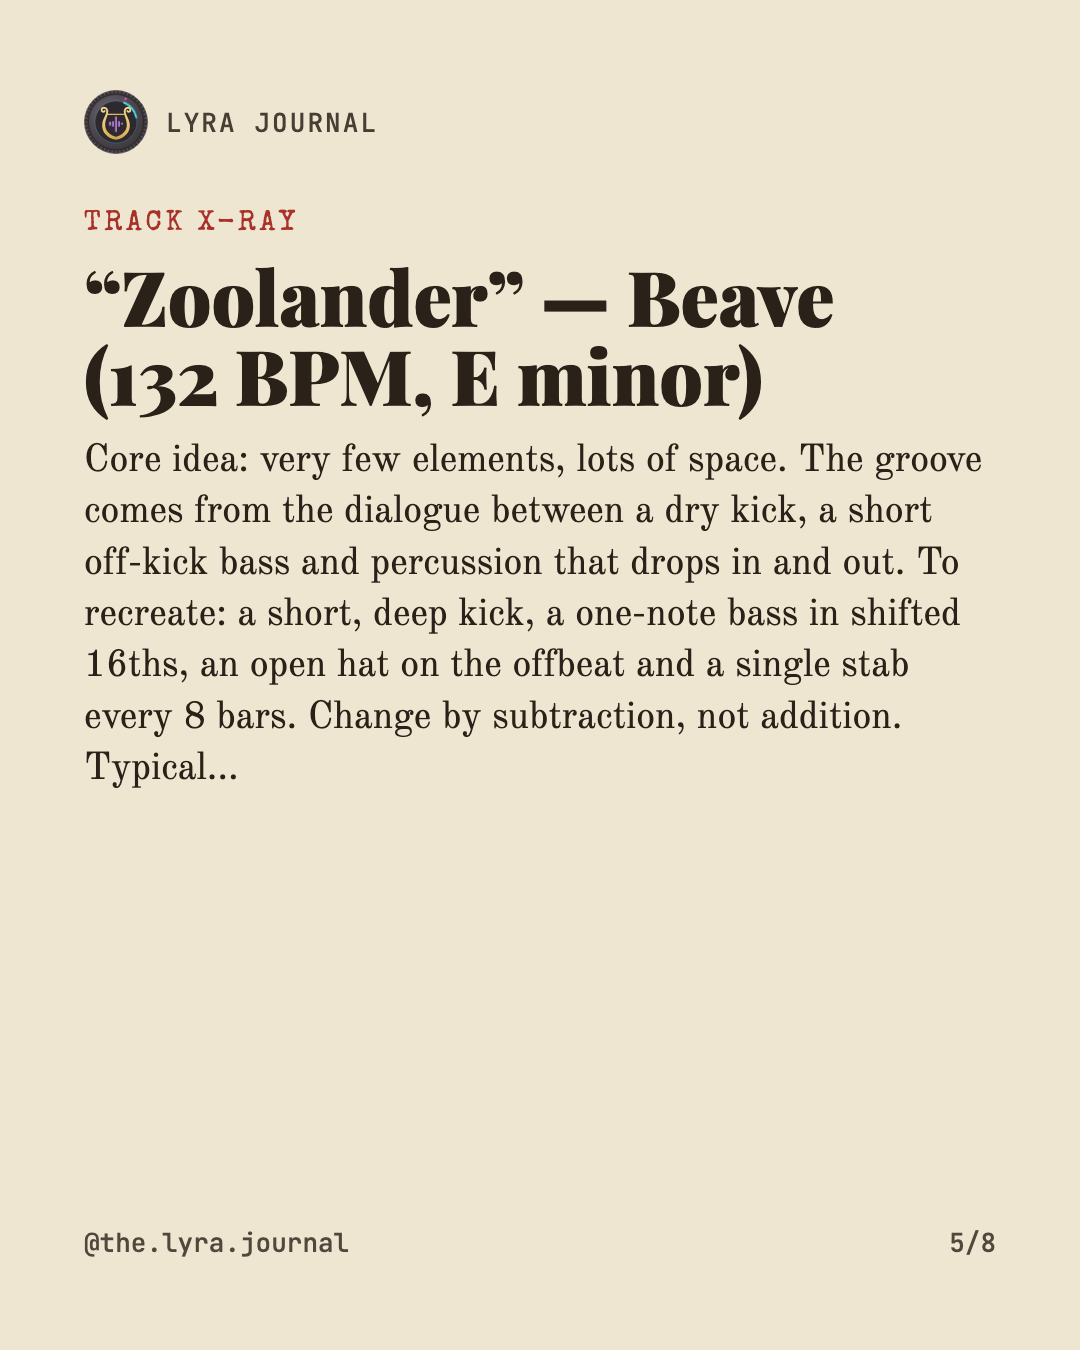 LYRA JOURNAL
TRACK X-RAY
“Zoolander” — Beave
(132 BPM, E minor)
Core idea: very few elements, lots of space. The groove
comes from the dialogue between a dry kick, a short
off-kick bass and percussion that drops in and out. To
recreate: a short, deep kick, a one-note bass in shifted
16ths, an open hat on the offbeat and a single stab
every 8 bars. Change by subtraction, not addition.
Typical...
@the.lyra.journal
5/8